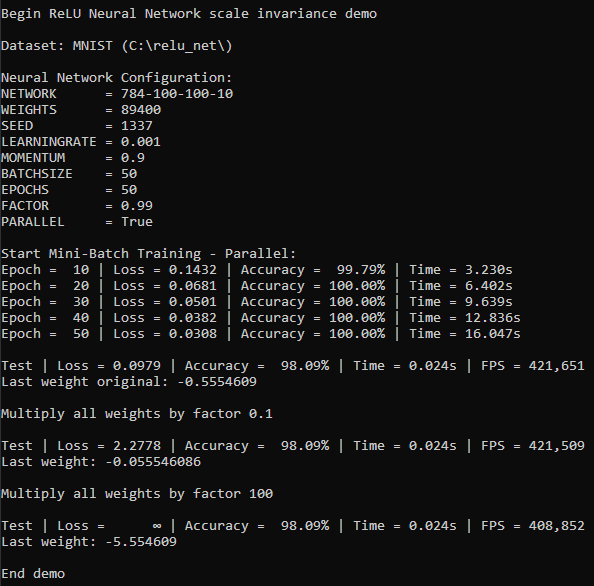 Begin ReLU Neural Network scale invariance demo
Dataset: MNIST (C:\relu_net\)
Neural Network Configuration:
NETWORK      = 784-100-100-10
WEIGHTS      = 89400
SEED         = 1337
LEARNINGRATE = 0.001
MOMENTUM     = 0.9
BATCHSIZE    = 50
EPOCHS       = 50
FACTOR       = 0.99
PARALLEL     = True
Start Mini-Batch Training - Parallel:
Epoch =  10 | Loss = 0.1432 | Accuracy =  99.79% | Time = 3.230s
Epoch =  20 | Loss = 0.0681 | Accuracy = 100.00% | Time = 6.402s
Epoch =  30 | Loss = 0.0501 | Accuracy = 100.00% | Time = 9.639s
Epoch =  40 | Loss = 0.0382 | Accuracy = 100.00% | Time = 12.836s
Epoch =  50 | Loss = 0.0308 | Accuracy = 100.00% | Time = 16.047s
Test | Loss = 0.0979 | Accuracy =  98.09% | Time = 0.024s | FPS = 421,651
Last weight original: -0.5554609
Multiply all weights by factor 0.1
Test | Loss = 2.2778 | Accuracy =  98.09% | Time = 0.024s | FPS = 421,509
Last weight: -0.055546086
Multiply all weights by factor 100
Test | Loss =      ∞ | Accuracy =  98.09% | Time = 0.024s | FPS = 408,852
Last weight: -5.554609
End demo